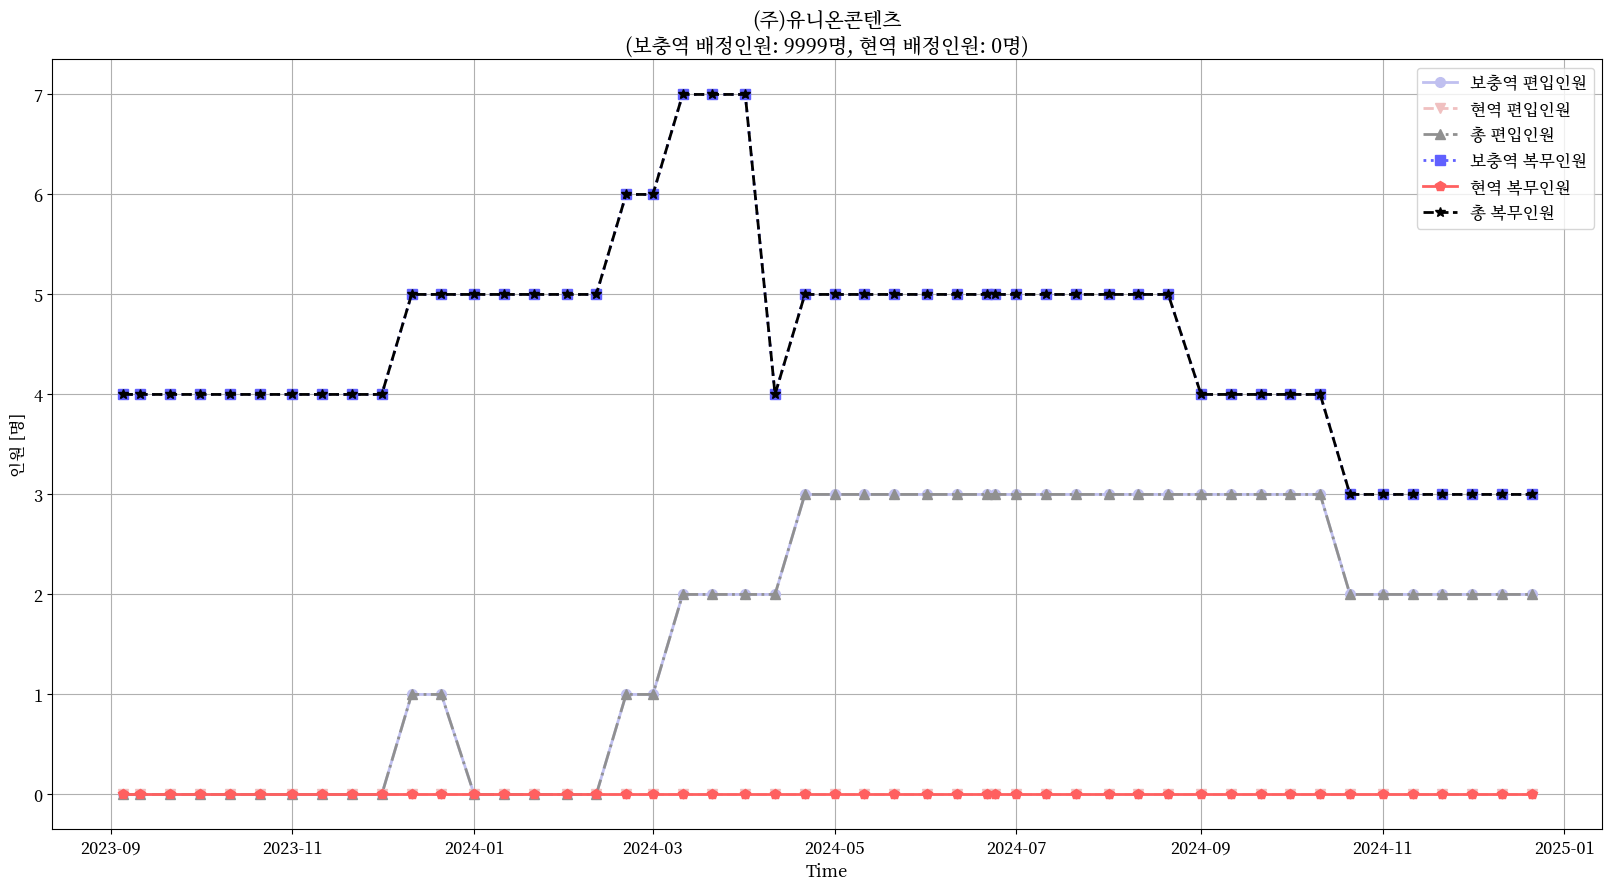 (주)유니온콘텐츠
(보충역 배정인원: 9999명, 현역 배정인원: 0명)
보충역 편입인원
현역 편입인원
총 편입인원
보충역 복무인원
현역 복무인원
총 복무인원
인원 [명]
7
6
5
4
3
2
1
0
2023-09
2023-11
2024-01
2024-03
2024-05
2024-07
2024-09
2024-11
2025-01
Time